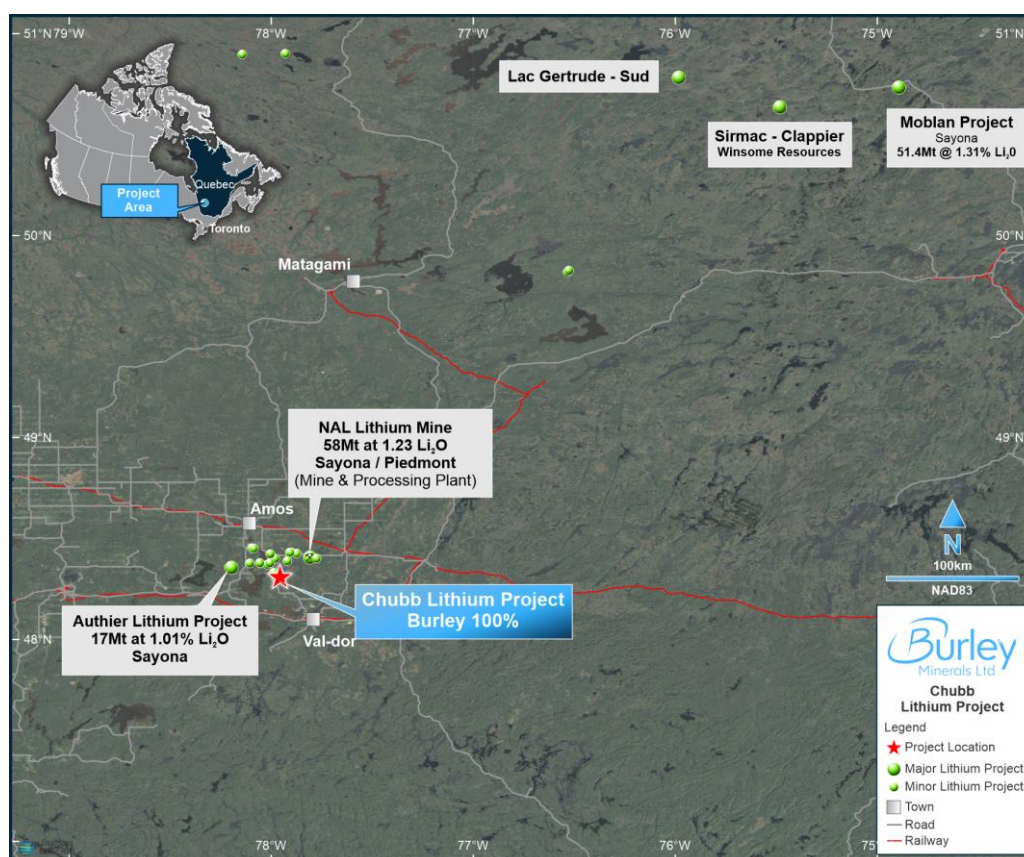 51°N
79°W
78°W
77°W
76°W
75°W
51°N
Lac Gertrude - Sud
Sirmac - Clappier
Winsome Resources
Moblan Project
Sayona
51.4Mt @ 1.31% Li₂0
Quebec
Project
Area
Toronto
50°N
50°N
Matagami
NAL Lithium Mine
58Mt at 1.23 Li₂O
Sayona / Piedmont
(Mine & Processing Plant)
49°N
49°N
Amos
N
100km
NAD83
Chubb Lithium Project
Burley 100%
Authier Lithium Project
17Mt at 1.01% Li₂O
Sayona
Val-dor
48°N
Burley
Minerals Ltd
Chubb
Lithium Project
Legend
Project Location
Major Lithium Project
Minor Lithium Project
Town
Road
Railway
78°W
77°W
76°W
75°